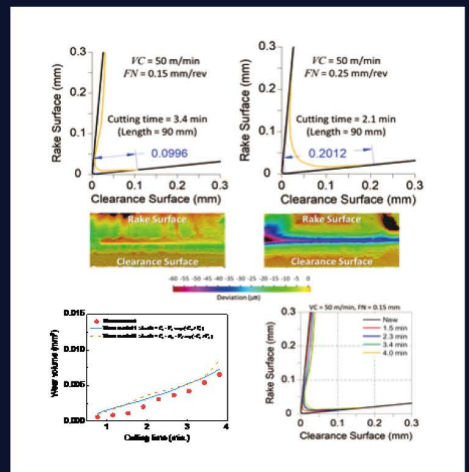 VC = 50 m/min
FN = 0.15 mm/rev
Cutting time = 3.4 min
(Length = 90 mm)
0.0996
Rake Surface (mm)
0.3
0.2
0.1
0
0 0.1 0.2 0.3
Clearance Surface (mm)
VC = 50 m/min
FN = 0.25 mm/rev
Cutting time = 2.1 min
(Length = 90 mm)
0.2012
Rake Surface (mm)
0.3
0.2
0.1
0
0 0.1 0.2 0.3
Clearance Surface (mm)
Rake Surface
Clearance Surface
Rake Surface
Clearance Surface
-60 -55 -50 -45 -40 -35 -30 -25 -20 -15 -10 -5 0
Deviation (μm)
Wear volume (mm³)
0.015
0.010
0.005
0.000
0 1 2 3 4
Cutting time (min.)
Measurement
VC = 50 m/min, FN = 0.15 mm
New
1.5 min
2.3 min
3.4 min
4.0 min
Rake Surface (mm)
0.3
0.2
0.1
0
0 0.1 0.2 0.3
Clearance Surface (mm)